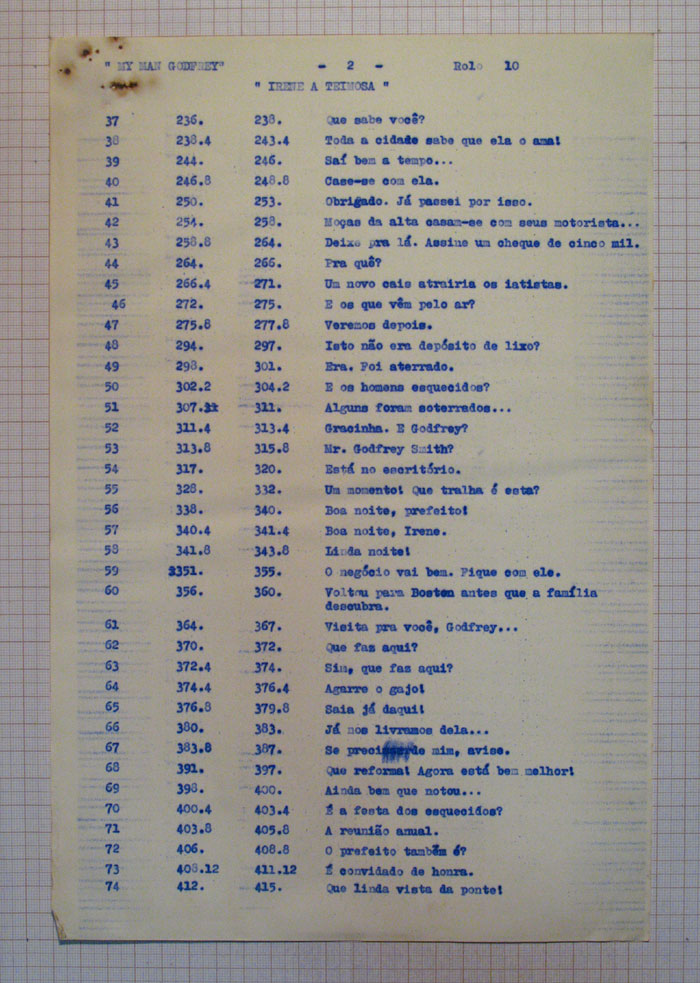 " MY MAN GODFREY" - 2 - Rolo 10
" IRENE A TEIMOSA "
37 236. 238. Que sabe você?
38 238.4 243.4 Toda a cidade sabe que ela o ama!
39 244. 246. Saí bem a tempo...
40 246.8 248.8 Case-se com ela.
41 250. 253. Obrigado. Já passei por isso.
42 254. 258. Moças da alta casam-se com seus motorista...
43 258.8 264. Deixe pra lá. Assine um cheque de cinco mil.
44 264. 266. Pra quê?
45 266.4 271. Um novo cais atrairia os iatistas.
46 272. 275. E os que vêm pelo ar?
47 275.8 277.8 Veremos depois.
48 294. 297. Isto não era depósito de lixo?
49 298. 301. Era. Foi aterrado.
50 302.2 304.2 E os homens esquecidos?
51 307. 311. Alguns foram soterrados...
52 311.4 313.4 Gracinha. E Godfrey?
53 313.8 315.8 Mr. Godfrey Smith?
54 317. 320. Está no escritório.
55 328. 332. Um momento! Que tralha é esta?
56 338. 340. Boa noite, prefeito!
57 340.4 341.4 Boa noite, Irene.
58 341.8 343.8 Linda noite!
59 351. 355. O negócio vai bem. Fique com ele.
60 356. 360. Voltou para Boston antes que a família
descubra.
61 364. 367. Visita pra você, Godfrey...
62 370. 372. Que faz aqui?
63 372.4 374. Sim, que faz aqui?
64 374.4 376.4 Agarre o gajo!
65 376.8 379.8 Saia já daqui!
66 380. 383. Já nos livramos dela...
67 383.8 387. Se precisar de mim, avise.
68 391. 397. Que reforma! Agora está bem melhor!
69 398. 400. Ainda bem que notou...
70 400.4 403.4 É a festa dos esquecidos?
71 403.8 405.8 A reunião anual.
72 406. 408.8 O prefeito também é?
73 408.12 411.12 É convidado de honra.
74 412. 415. Que linda vista da ponte!